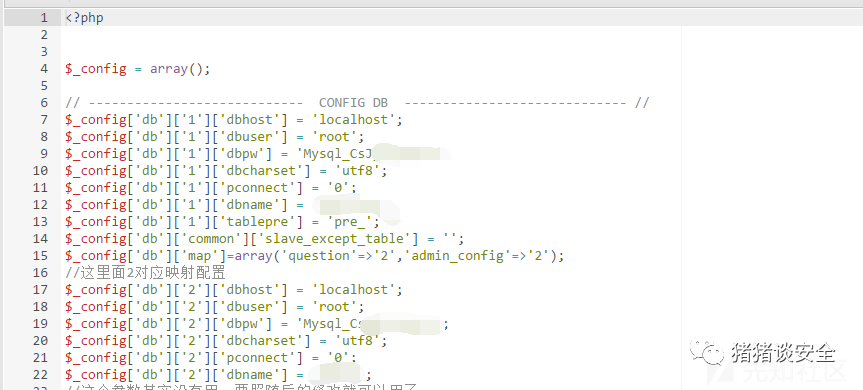 1 <?php
2
3
4 $_config = array();
5
6 // ---------------------------- CONFIG DB ---------------------------- //
7 $_config['db']['1']['dbhost'] = 'localhost';
8 $_config['db']['1']['dbuser'] = 'root';
9 $_config['db']['1']['dbpw'] = 'Mysql_CsJ
10 $_config['db']['1']['dbcharset'] = 'utf8';
11 $_config['db']['1']['pconnect'] = '0';
12 $_config['db']['1']['dbname'] =
13 $_config['db']['1']['tablepre'] = 'pre_';
14 $_config['db']['common']['slave_except_table'] = '';
15 $_config['db']['map']=array('question'=>'2','admin_config'=>'2');
16 //这里面2对应映射配置
17 $_config['db']['2']['dbhost'] = 'localhost';
18 $_config['db']['2']['dbuser'] = 'root';
19 $_config['db']['2']['dbpw'] = 'Mysql_Cs ;
20 $_config['db']['2']['dbcharset'] = 'utf8';
21 $_config['db']['2']['pconnect'] = '0';
22 $_config['db']['2']['dbname'] = ;
猪猪谈安全
先知社区